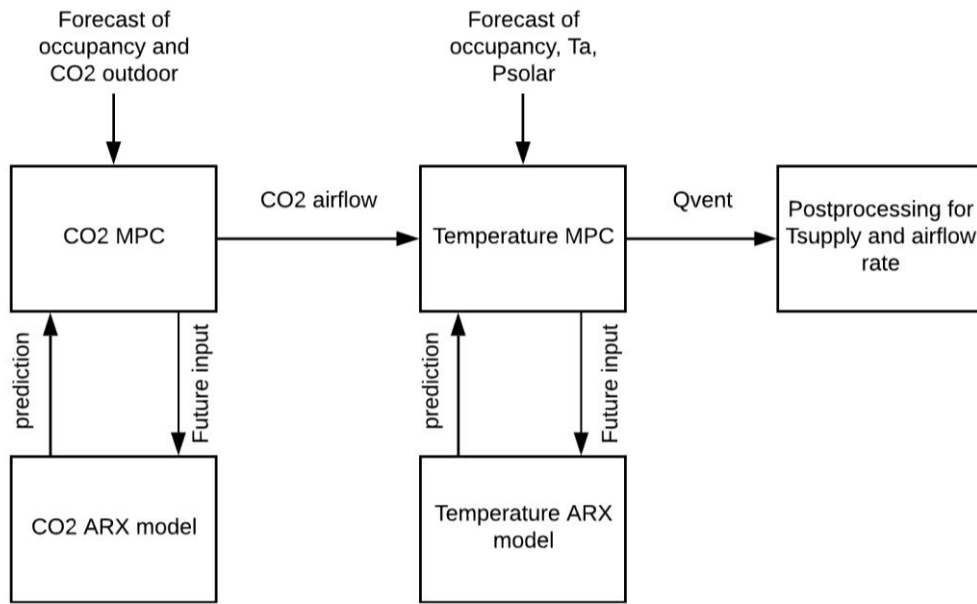 Forecast of
occupancy and
CO2 outdoor
Forecast of
occupancy, Ta,
Psolar
CO2 MPC
CO2 airflow
Temperature MPC
Qvent
Postprocessing for
Tsupply and airflow
rate
prediction
Future input
prediction
Future input
CO2 ARX model
Temperature ARX
model